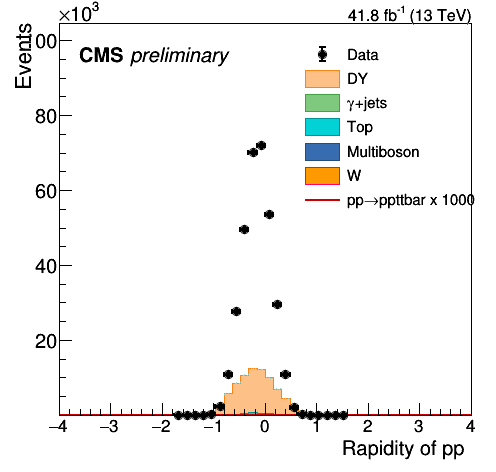 ×10³
41.8 fb⁻¹ (13 TeV)
Events
CMS preliminary
Data
DY
γ+jets
Top
Multiboson
W
pp→ppttbar x 1000
00
80
60
40
20
−4 −3 −2 −1 0 1 2 3 4
Rapidity of pp